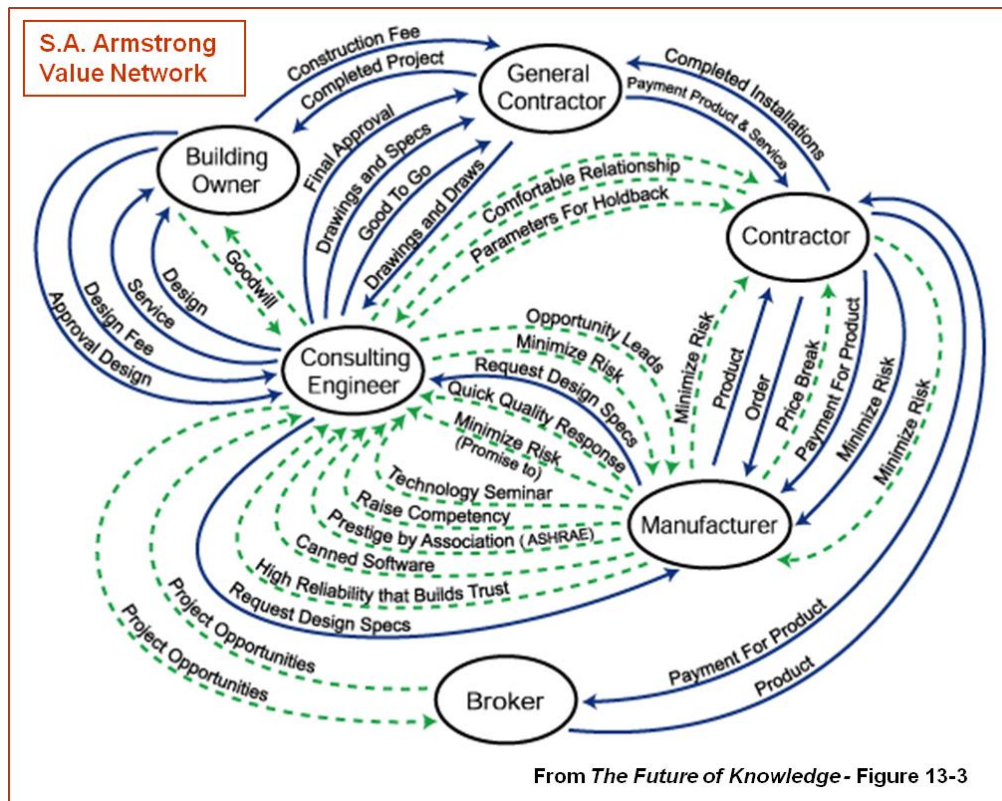 S.A. Armstrong
Value Network
Construction Fee
Completed Project
General
Contractor
Completed Installations
Payment Product & Service
Building
Owner
Final Approval
Drawings and Specs
Good To Go
Drawings and Draws
Comfortable Relationship
Parameters For Holdback
Contractor
Goodwill
Design
Service
Design Fee
Approval Design
Consulting
Engineer
Opportunity Leads
Minimize Risk
Request Design Specs
Quick Quality Response
Minimize Risk
(Promise to)
Technology Seminar
Raise Competency
Prestige by Association (ASHRAE)
Canned Software
High Reliability that Builds Trust
Request Design Specs
Minimize Risk
Product
Order
Price Break
Payment For Product
Minimize Risk
Minimize Risk
Manufacturer
Project Opportunities
Project Opportunities
Broker
Payment For Product
Product
From The Future of Knowledge - Figure 13-3